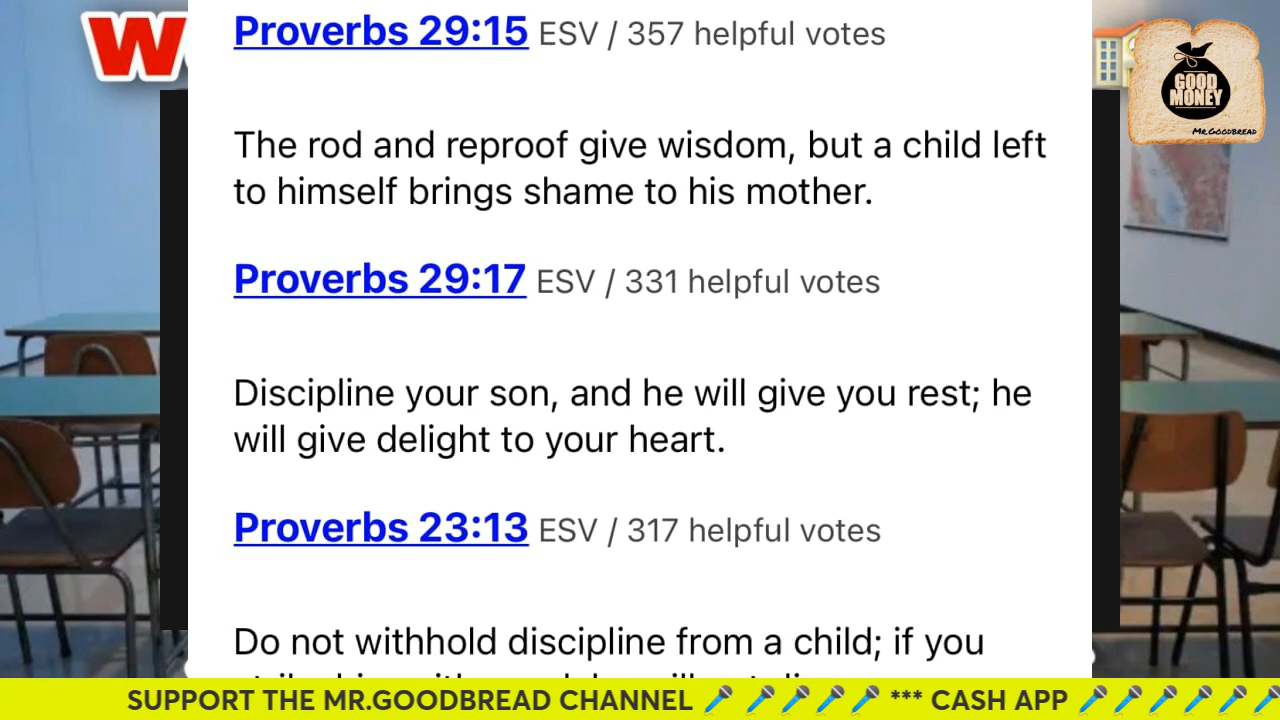 Proverbs 29:15 ESV / 357 helpful votes
GOOD
MONEY
MR.GOODBREAD
The rod and reproof give wisdom, but a child left
to himself brings shame to his mother.
Proverbs 29:17 ESV / 331 helpful votes
Discipline your son, and he will give you rest; he
will give delight to your heart.
Proverbs 23:13 ESV / 317 helpful votes
Do not withhold discipline from a child; if you
SUPPORT THE MR.GOODBREAD CHANNEL 🎤 🎤 🎤 🎤 🎤 *** CASH APP 🎤 🎤 🎤 🎤 🎤 🎤 🎤